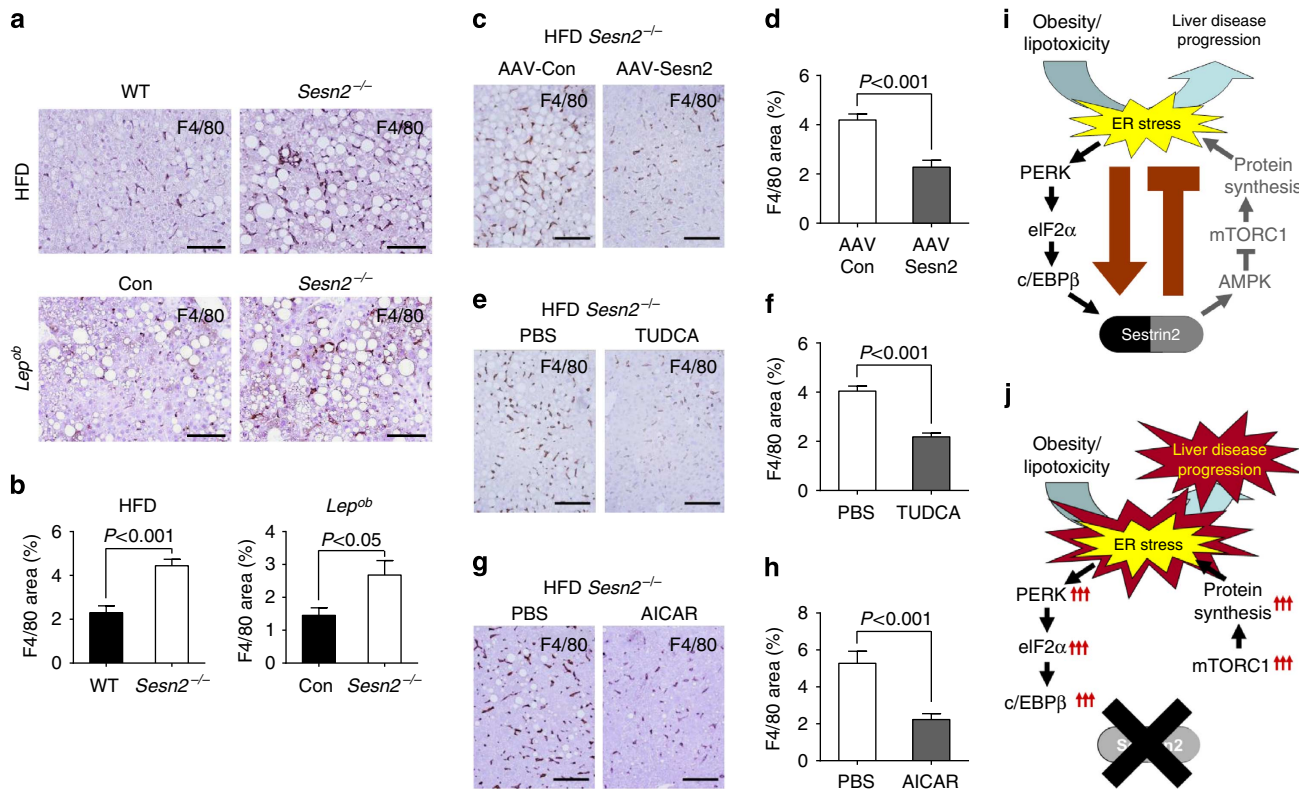 a
WT
Sesn2–/–
HFD
F4/80
F4/80
Con
Sesn2–/–
Lepob
F4/80
F4/80
b
HFD
F4/80 area (%)
6
4
2
0
P<0.001
WT
Sesn2–/–
Lepob
F4/80 area (%)
4
3
2
1
0
P<0.05
Con
Sesn2–/–
c
HFD Sesn2–/–
AAV-Con
AAV-Sesn2
F4/80
F4/80
d
F4/80 area (%)
6
4
2
0
P<0.001
AAV
Con
AAV
Sesn2
e
HFD Sesn2–/–
PBS
TUDCA
F4/80
F4/80
f
F4/80 area (%)
6
4
2
0
P<0.001
PBS
TUDCA
g
HFD Sesn2–/–
PBS
AICAR
F4/80
F4/80
h
F4/80 area (%)
8
6
4
2
0
P<0.001
PBS
AICAR
i
Obesity/
lipotoxicity
Liver disease
progression
ER stress
PERK
eIF2α
c/EBPβ
Sestrin2
AMPK
mTORC1
Protein
synthesis
j
Obesity/
lipotoxicity
Liver disease
progression
ER stress
PERK
eIF2α
c/EBPβ
Protein
synthesis
mTORC1